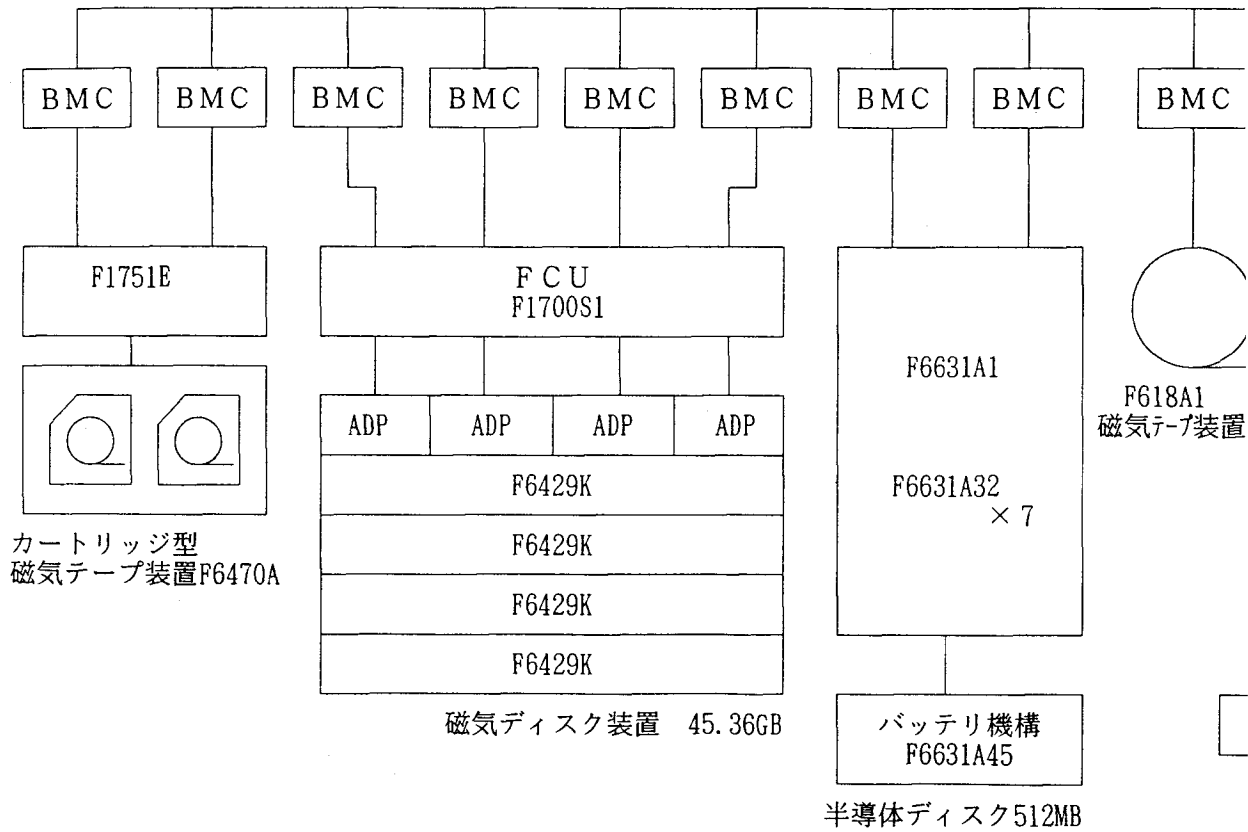 BMC BMC BMC BMC BMC BMC BMC BMC BMC
F1751E
FCU
F1700S1
F6631A1
F6631A32
×7
F618A1
磁気テープ装置
ADP ADP ADP ADP
F6429K
F6429K
F6429K
F6429K
カートリッジ型
磁気テープ装置F6470A
磁気ディスク装置 45.36GB
バッテリ機構
F6631A45
半導体ディスク512MB